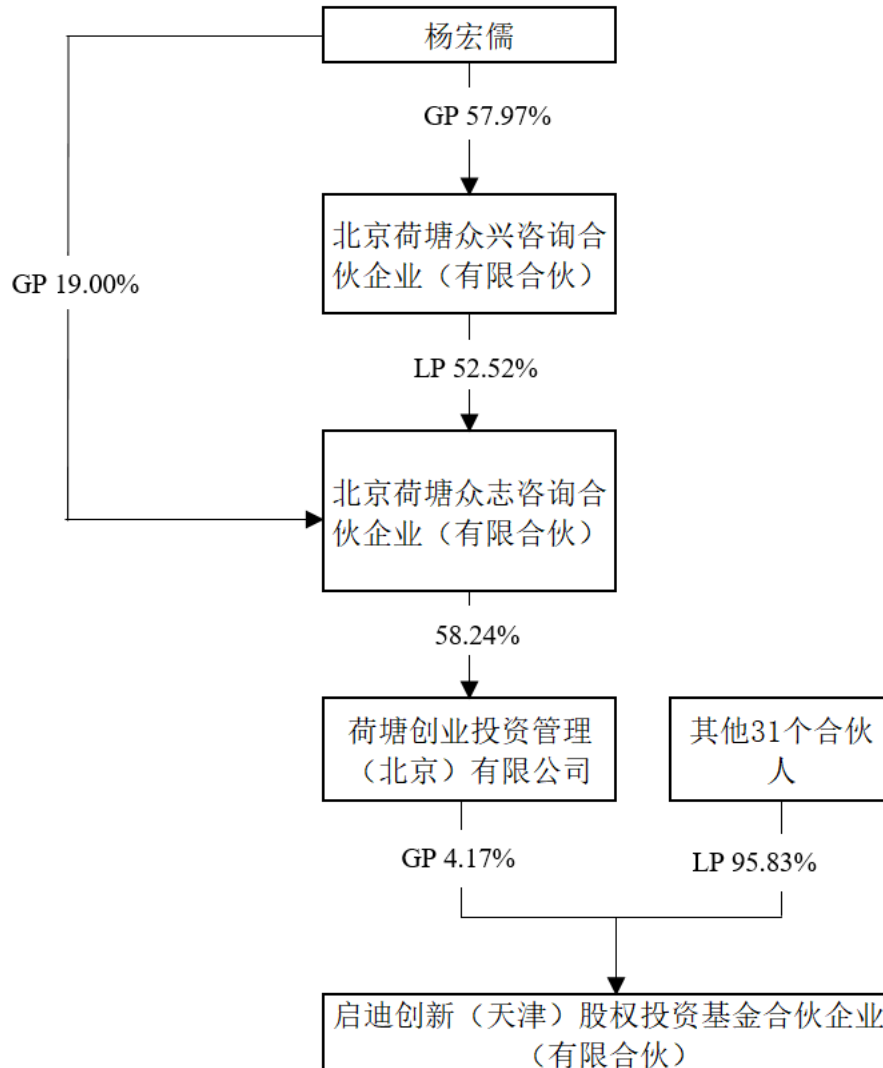 杨宏儒
GP 57.97%
北京荷塘众兴咨询合
伙企业（有限合伙）
GP 19.00%
LP 52.52%
北京荷塘众志咨询合
伙企业（有限合伙）
58.24%
荷塘创业投资管理
（北京）有限公司
其他31个合伙
人
GP 4.17%
LP 95.83%
启迪创新（天津）股权投资基金合伙企业
（有限合伙）